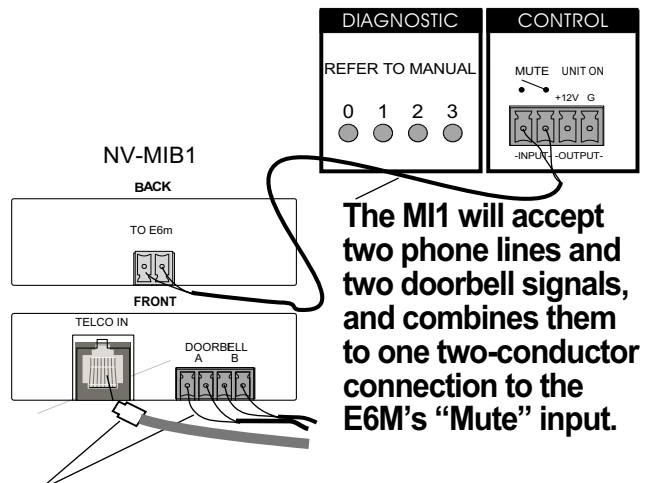 DIAGNOSTIC
REFER TO MANUAL
0 1 2 3
CONTROL
MUTE UNIT ON
+12V G
-INPUT- -OUTPUT-
NV-MIB1
BACK
TO E6m
FRONT
TELCO IN
DOORBELL
A B
The MI1 will accept
two phone lines and
two doorbell signals,
and combines them
to one two-conductor
connection to the
E6M’s “Mute” input.